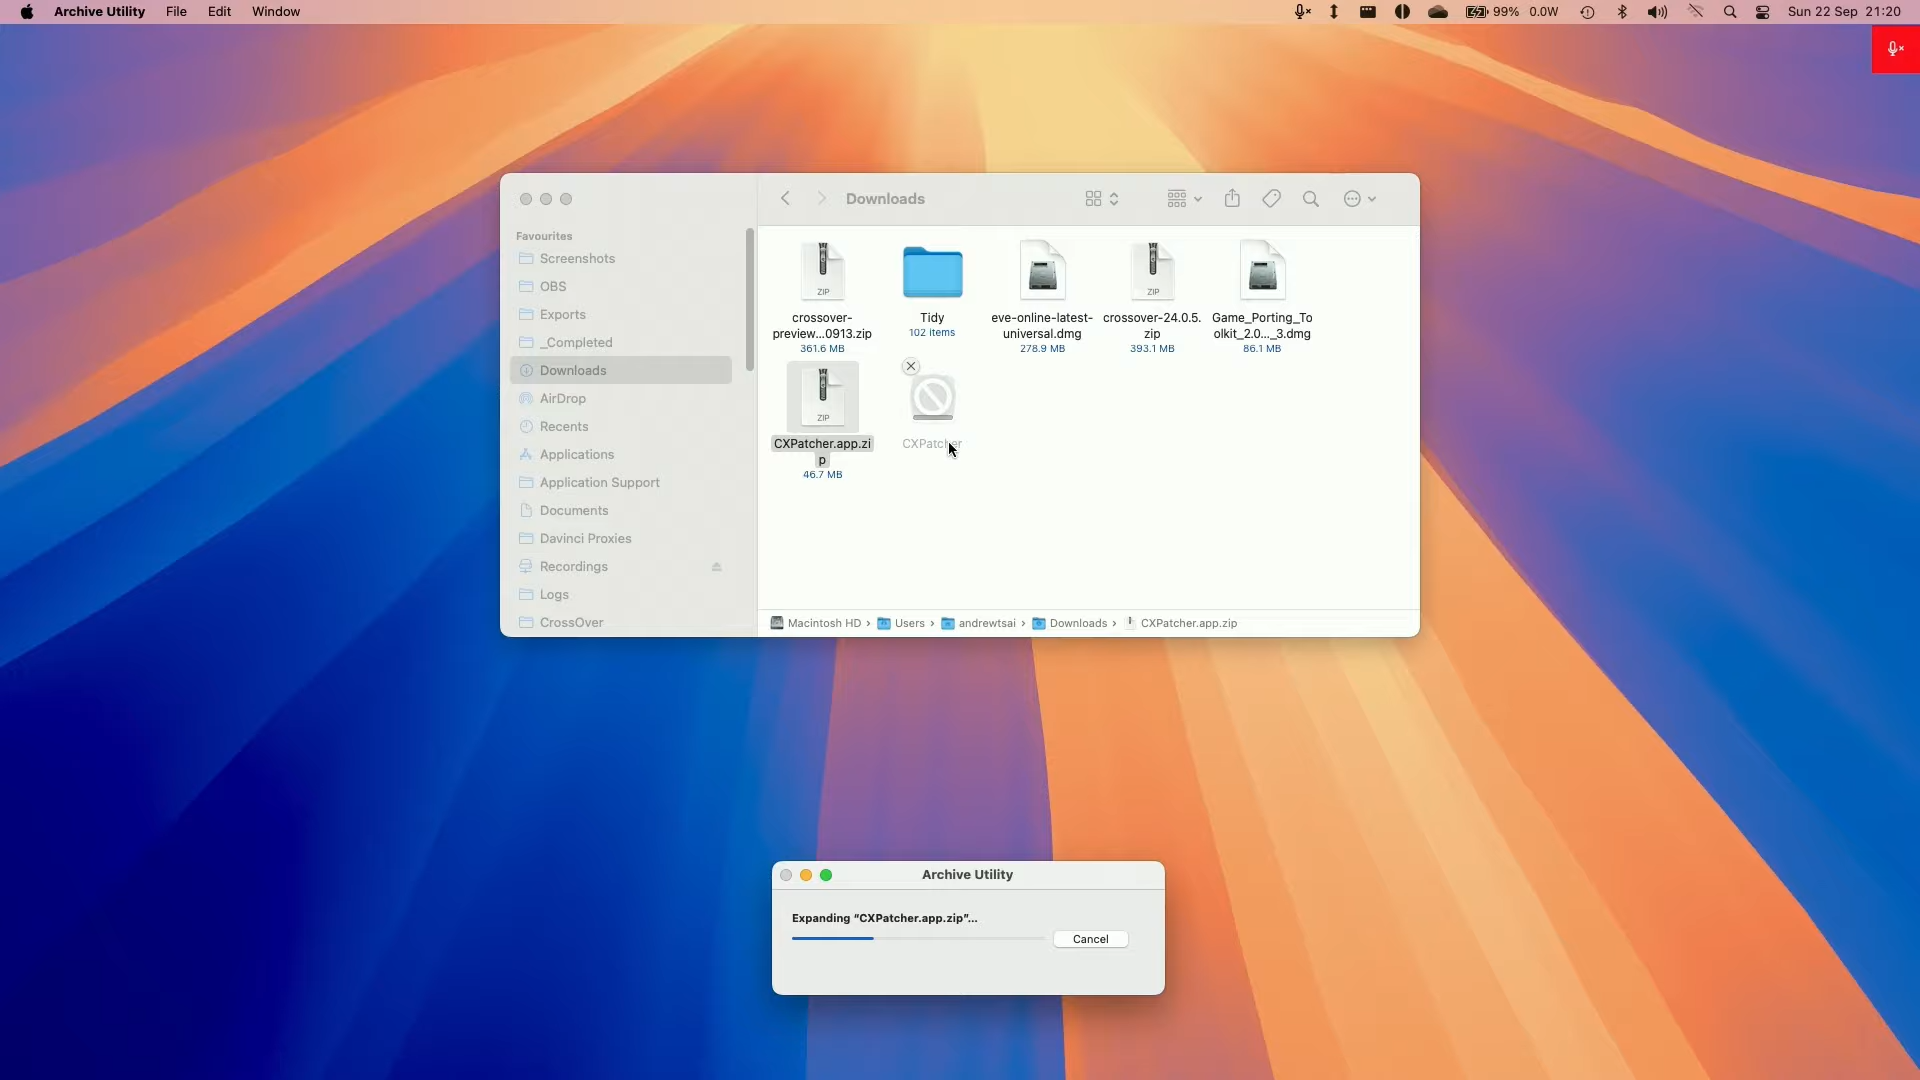 Archive Utility File Edit Window 99% 0.0W Sun 22 Sep 21:20
Downloads
Favourites
Screenshots
OBS
Exports
_Completed
Downloads
AirDrop
Recents
Applications
Application Support
Documents
Davinci Proxies
Recordings
Logs
CrossOver
ZIP
crossover-
preview...0913.zip
361.6 MB
Tidy
102 items
eve-online-latest-
universal.dmg
278.9 MB
ZIP
crossover-24.0.5.
zip
393.1 MB
Game_Porting_To
olkit_2.0..._3.dmg
86.1 MB
ZIP
CXPatcher.app.zi
p
46.7 MB
CXPatcher
Macintosh HD › Users › andrewtsai › Downloads › CXPatcher.app.zip
Archive Utility
Expanding “CXPatcher.app.zip”...
Cancel